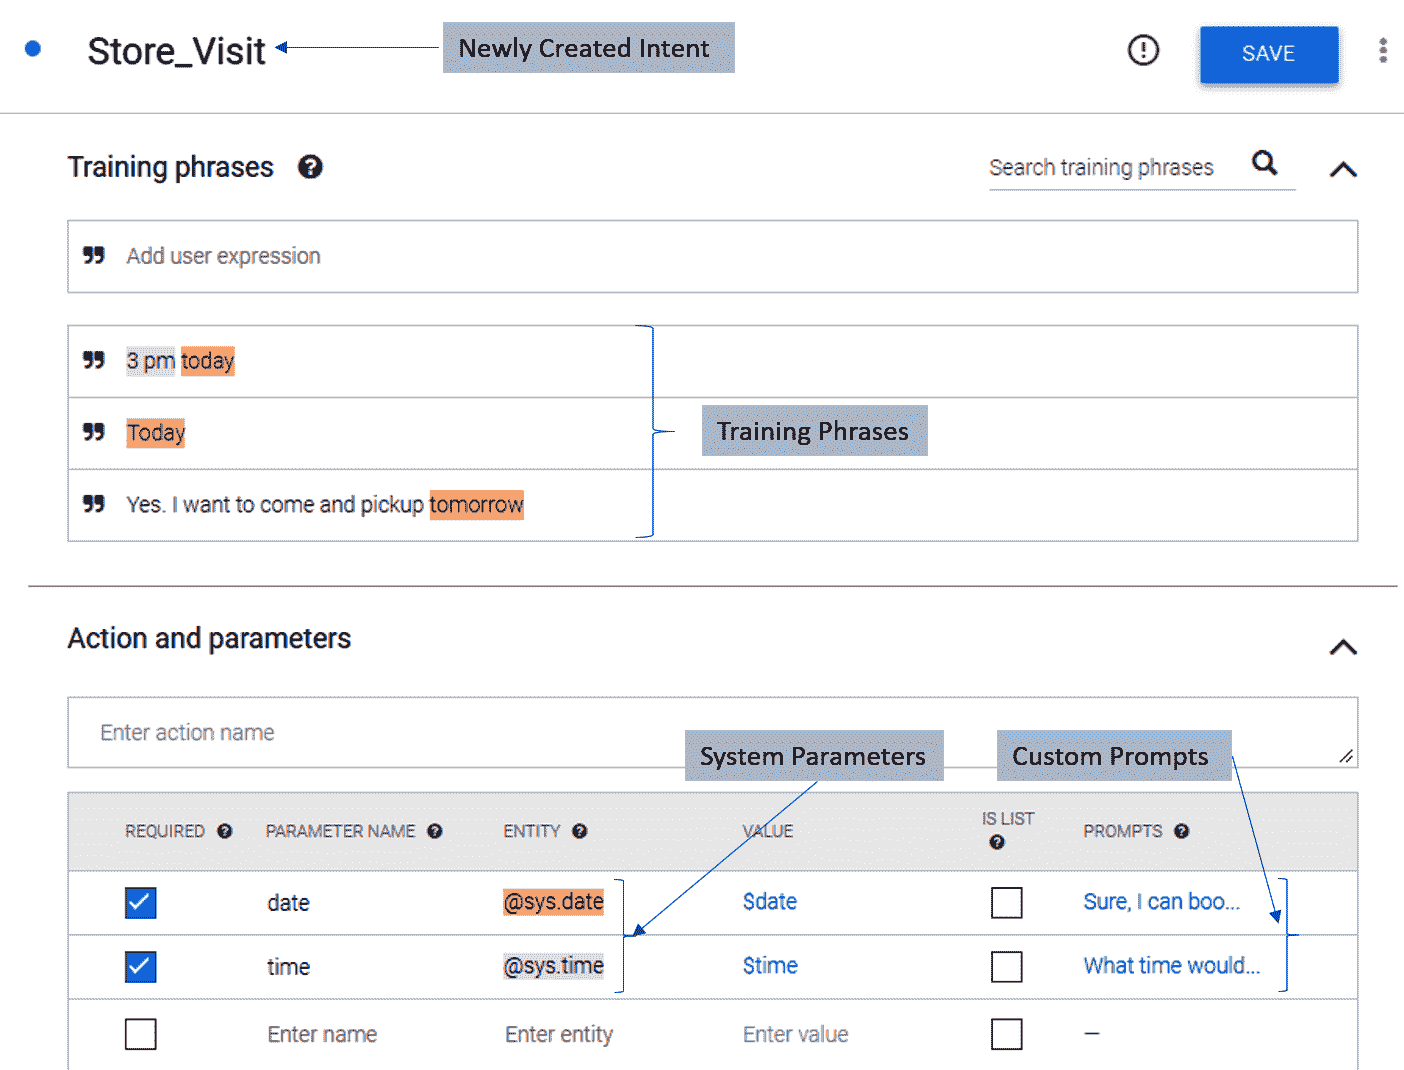 Store_Visit
Newly Created Intent
SAVE
Training phrases
Search training phrases
Add user expression
3 pm today
Today
Training Phrases
Yes. I want to come and pickup tomorrow
Action and parameters
Enter action name
System Parameters
Custom Prompts
REQUIRED PARAMETER NAME ENTITY VALUE IS LIST PROMPTS
date @sys.date $date Sure, I can boo...
time @sys.time $time What time would...
Enter name Enter entity Enter value –